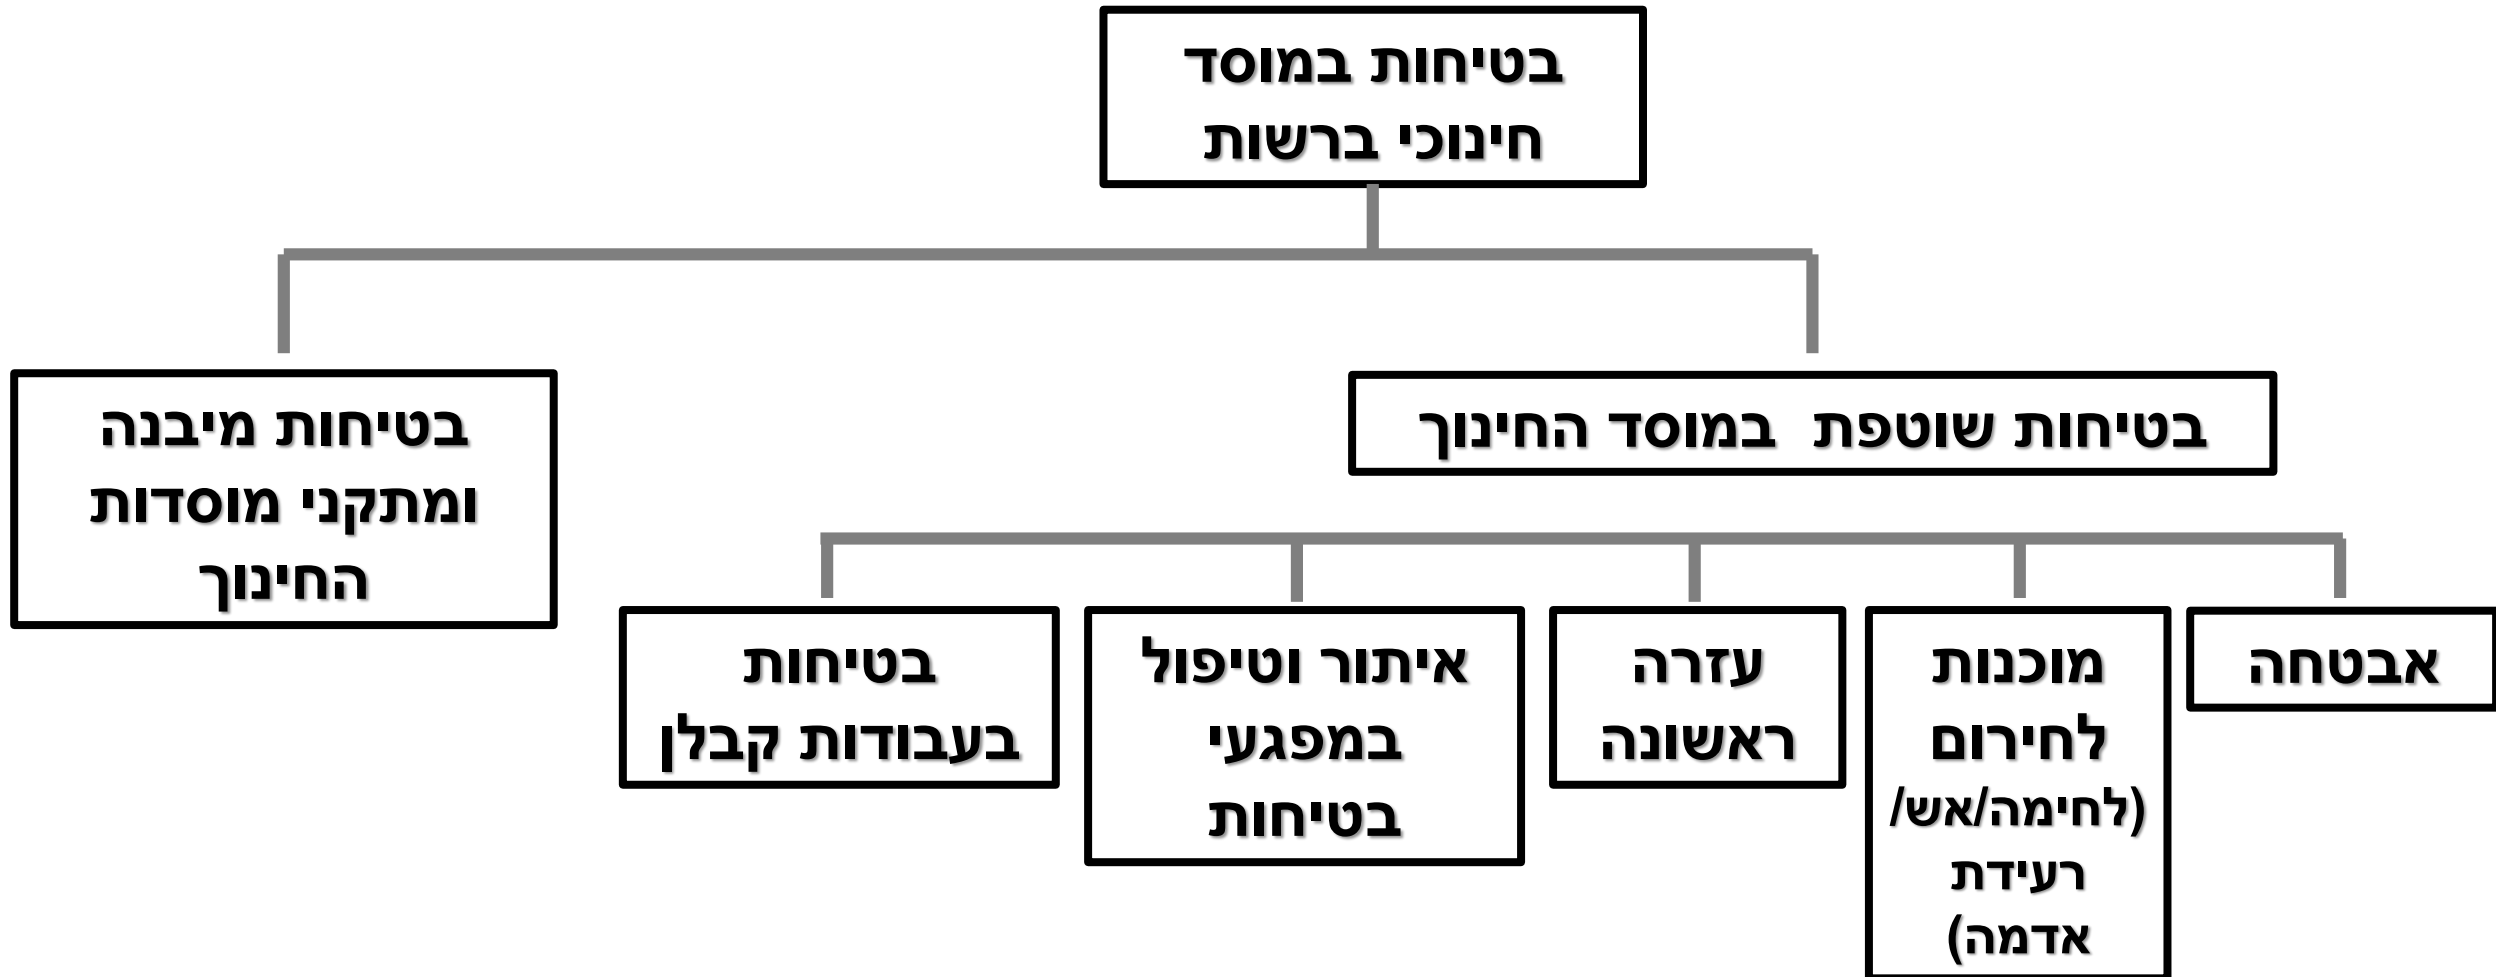 בטיחות במוסד
חינוכי ברשות
בטיחות שוטפת  במוסד החינוך
בטיחות מיבנה
ומתקני מוסדות
החינוך
אבטחה
מוכנות
לחירום
(לחימה/אש/
רעידת
אדמה)
עזרה
ראשונה
איתור וטיפול
במפגעי
בטיחות
בטיחות
בעבודות קבלן